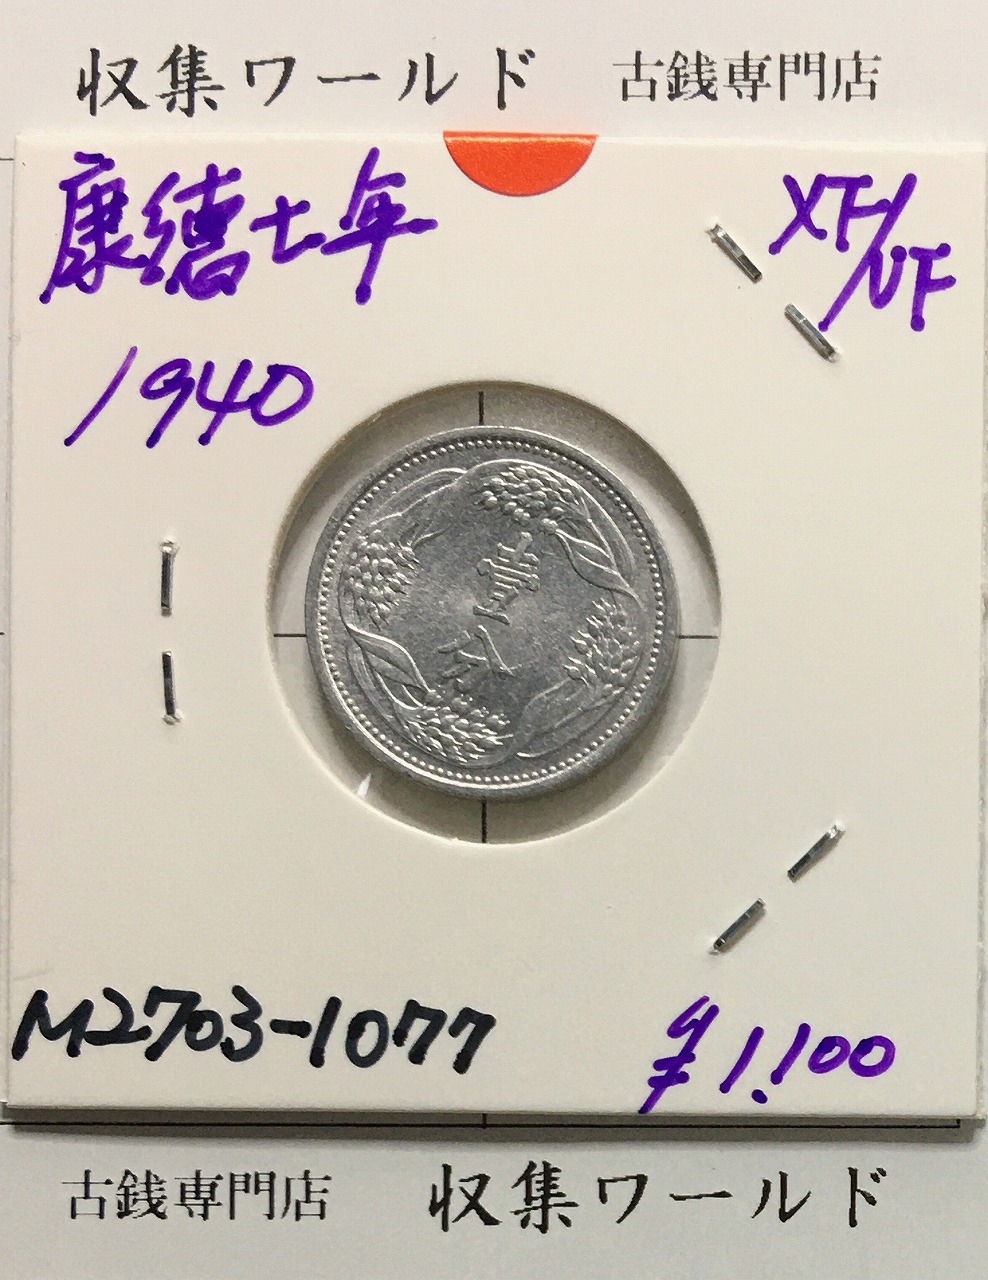 収集ワールド 古銭専門店
康德七年
XF/VF
1940
壹
分
M2703-1077
¥1,100
古銭専門店 収集ワールド